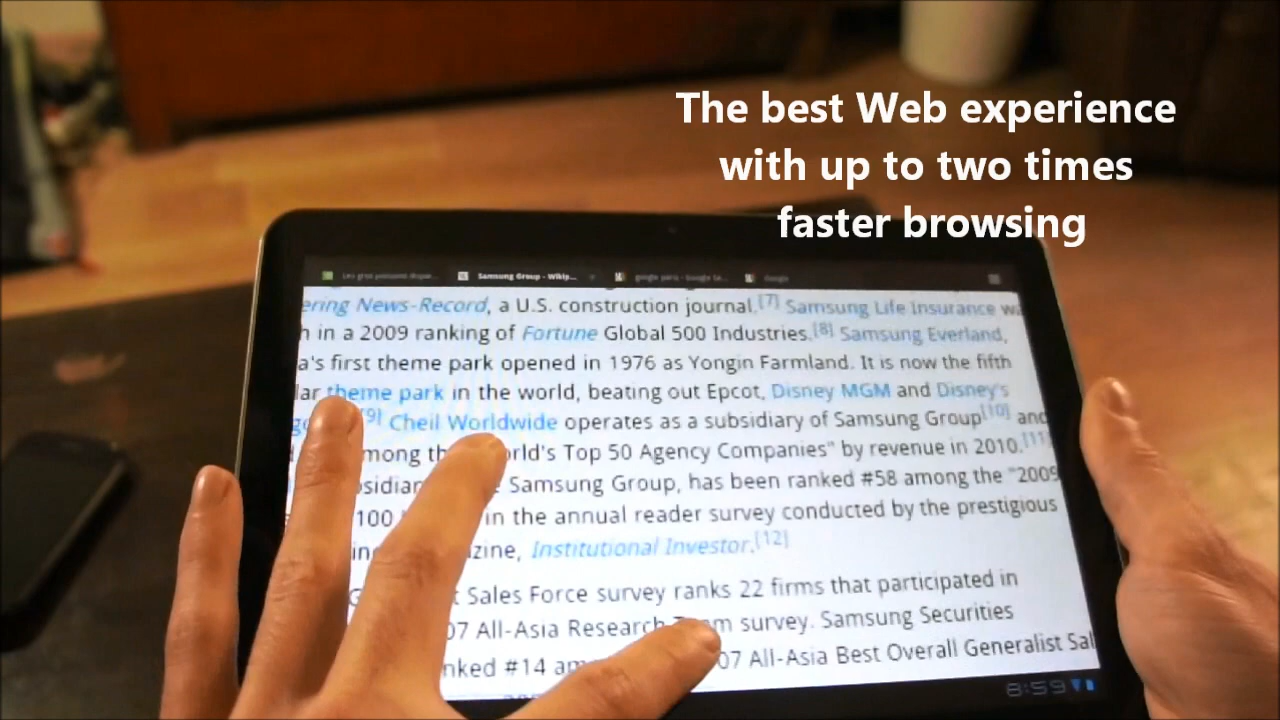 The best Web experience
with up to two times
faster browsing
Samsung Group - Wikip...
ering News-Record, a U.S. construction journal.[7] Samsung Life Insurance wa
h in a 2009 ranking of Fortune Global 500 Industries.[8] Samsung Everland,
a's first theme park opened in 1976 as Yongin Farmland. It is now the fifth
lar theme park in the world, beating out Epcot, Disney MGM and Disney's
[9] Cheil Worldwide operates as a subsidiary of Samsung Group[10] and
among th orld's Top 50 Agency Companies" by revenue in 2010.[11]
sidiar Samsung Group, has been ranked #58 among the "2009
100 in the annual reader survey conducted by the prestigious
in zine, Institutional Investor.[12]
t Sales Force survey ranks 22 firms that participated in
07 All-Asia Research Team survey. Samsung Securities
nked #14 am 07 All-Asia Best Overall Generalist Sal
8:59